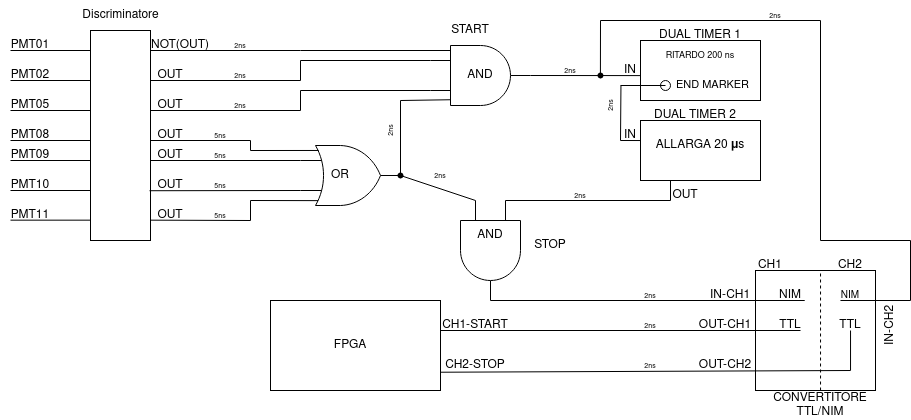 Discriminatore
START
2ns
DUAL TIMER 1
PMT01
NOT(OUT)
2ns
RITARDO 200 ns
PMT02
OUT
2ns
AND
2ns
IN
END MARKER
PMT05
OUT
2ns
2ns
DUAL TIMER 2
PMT08
OUT
5ns
2ns
IN
ALLARGA 20 µs
PMT09
OUT
5ns
OR
PMT10
OUT
5ns
2ns
2ns
OUT
PMT11
OUT
5ns
AND
STOP
CH1
CH2
2ns
IN-CH1
NIM
NIM
IN-CH2
CH1-START
2ns
OUT-CH1
TTL
TTL
FPGA
CH2-STOP
2ns
OUT-CH2
CONVERTITORE
TTL/NIM